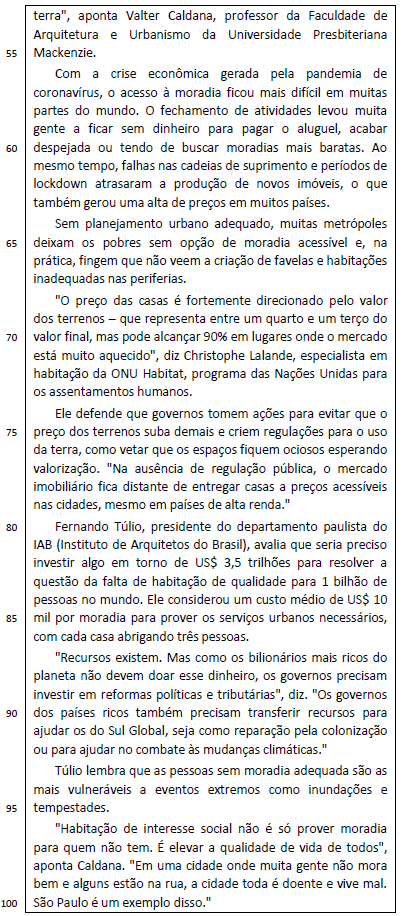 terra", aponta Valter Caldana, professor da Faculdade de
Arquitetura e Urbanismo da Universidade Presbiteriana
55 Mackenzie.
Com a crise econômica gerada pela pandemia de
coronavírus, o acesso à moradia ficou mais difícil em muitas
partes do mundo. O fechamento de atividades levou muita
gente a ficar sem dinheiro para pagar o aluguel, acabar
60 despejada ou tendo de buscar moradias mais baratas. Ao
mesmo tempo, falhas nas cadeias de suprimento e períodos de
lockdown atrasaram a produção de novos imóveis, o que
também gerou uma alta de preços em muitos países.
Sem planejamento urbano adequado, muitas metrópoles
65 deixam os pobres sem opção de moradia acessível e, na
prática, fingem que não veem a criação de favelas e habitações
inadequadas nas periferias.
"O preço das casas é fortemente direcionado pelo valor
dos terrenos – que representa entre um quarto e um terço do
70 valor final, mas pode alcançar 90% em lugares onde o mercado
está muito aquecido", diz Christophe Lalande, especialista em
habitação da ONU Habitat, programa das Nações Unidas para
os assentamentos humanos.
Ele defende que governos tomem ações para evitar que o
75 preço dos terrenos suba demais e criem regulações para o uso
da terra, como vetar que os espaços fiquem ociosos esperando
valorização. "Na ausência de regulação pública, o mercado
imobiliário fica distante de entregar casas a preços acessíveis
nas cidades, mesmo em países de alta renda."
80 Fernando Túlio, presidente do departamento paulista do
IAB (Instituto de Arquitetos do Brasil), avalia que seria preciso
investir algo em torno de US$ 3,5 trilhões para resolver a
questão da falta de habitação de qualidade para 1 bilhão de
pessoas no mundo. Ele considerou um custo médio de US$ 10
85 mil por moradia para prover os serviços urbanos necessários,
com cada casa abrigando três pessoas.
"Recursos existem. Mas como os bilionários mais ricos do
planeta não devem doar esse dinheiro, os governos precisam
investir em reformas políticas e tributárias", diz. "Os governos
90 dos países ricos também precisam transferir recursos para
ajudar os do Sul Global, seja como reparação pela colonização
ou para ajudar no combate às mudanças climáticas."
Túlio lembra que as pessoas sem moradia adequada são as
mais vulneráveis a eventos extremos como inundações e
95 tempestades.
"Habitação de interesse social não é só prover moradia
para quem não tem. É elevar a qualidade de vida de todos",
aponta Caldana. "Em uma cidade onde muita gente não mora
bem e alguns estão na rua, a cidade toda é doente e vive mal.
100 São Paulo é um exemplo disso."